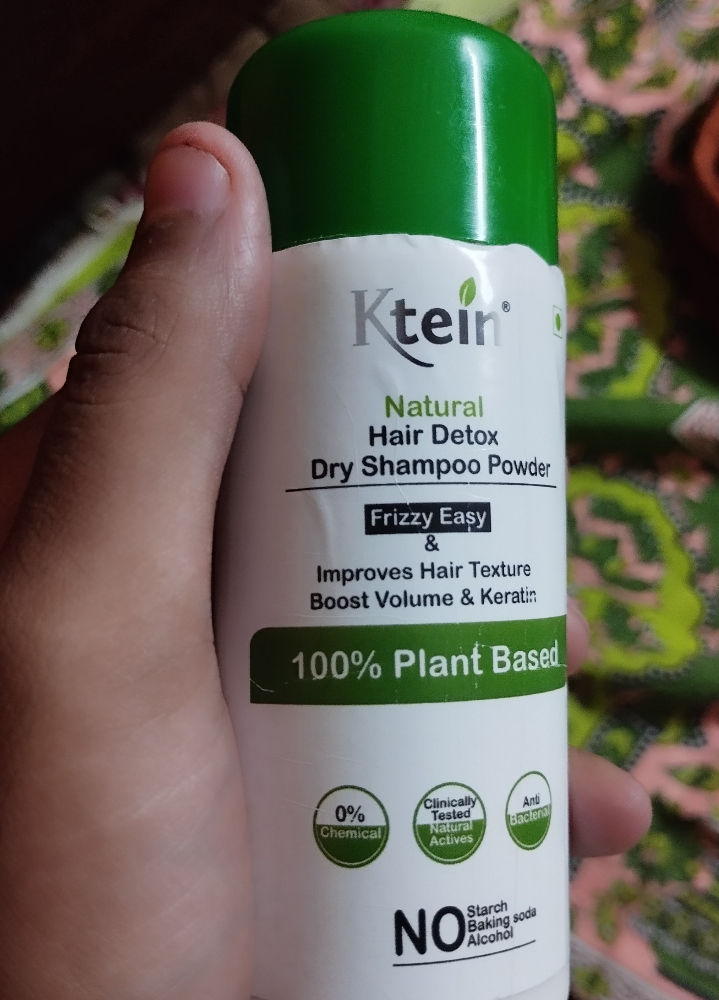 Ktein®
Natural
Hair Detox
Dry Shampoo Powder
Frizzy Easy
&
Improves Hair Texture
Boost Volume & Keratin
100% Plant Based
0%
Chemical
Clinically
Tested
Natural
Actives
Anti
Bacterial
NO
Starch
Baking soda
Alcohol